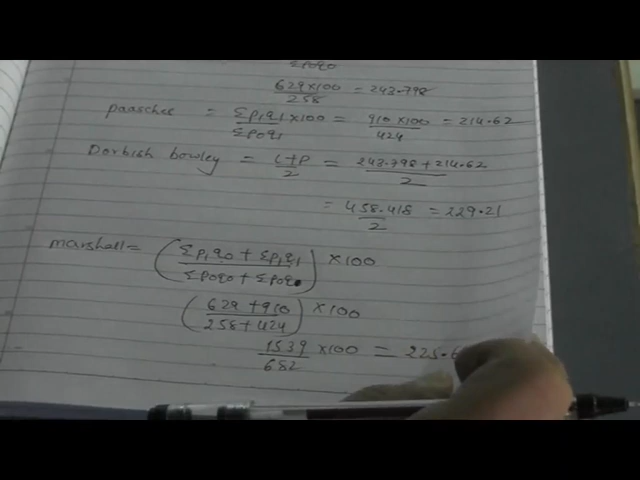 Σp0q0
629×100 = 243.798
258
paasche = Σp1q1 ×100 = 910 ×100 = 214.62
Σp0q1 424
Dorbish bowley = L+P = 243.798 + 214.62
2 2
= 458.418 = 229.21
2
marshall = (Σp1q0 + Σp1q1) ×100
Σp0q0 + Σp0q
(629 + 910) ×100
258 + 424
1539 ×100 = 225.6
682